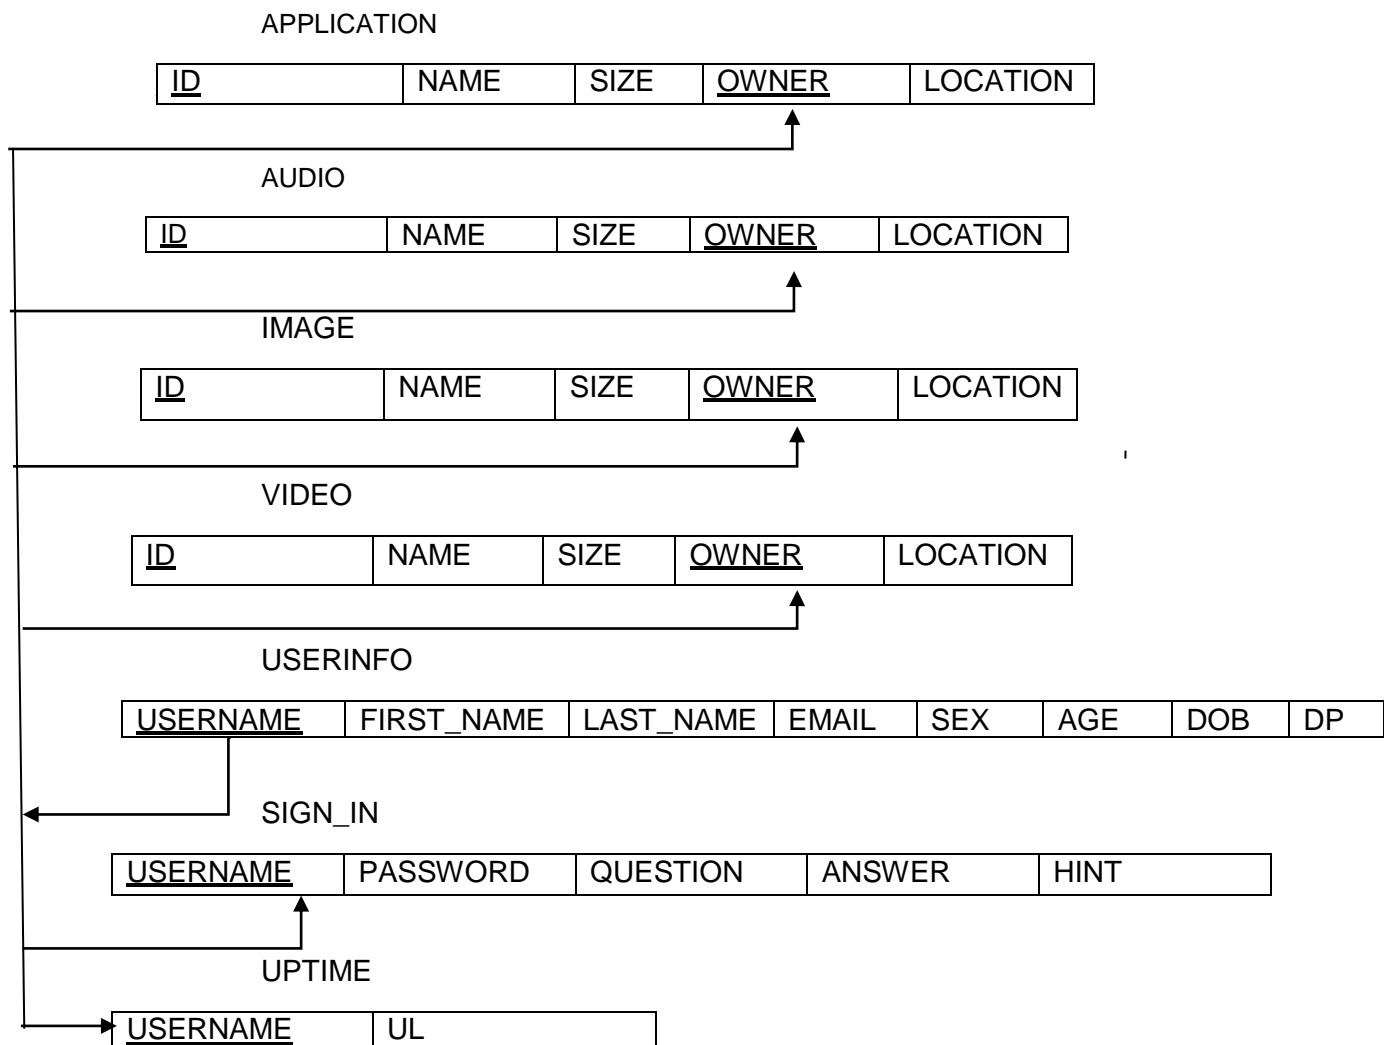 APPLICATION
ID NAME SIZE OWNER LOCATION
AUDIO
ID NAME SIZE OWNER LOCATION
IMAGE
ID NAME SIZE OWNER LOCATION
VIDEO
ID NAME SIZE OWNER LOCATION
USERINFO
USERNAME FIRST_NAME LAST_NAME EMAIL SEX AGE DOB DP
SIGN_IN
USERNAME PASSWORD QUESTION ANSWER HINT
UPTIME
USERNAME UL